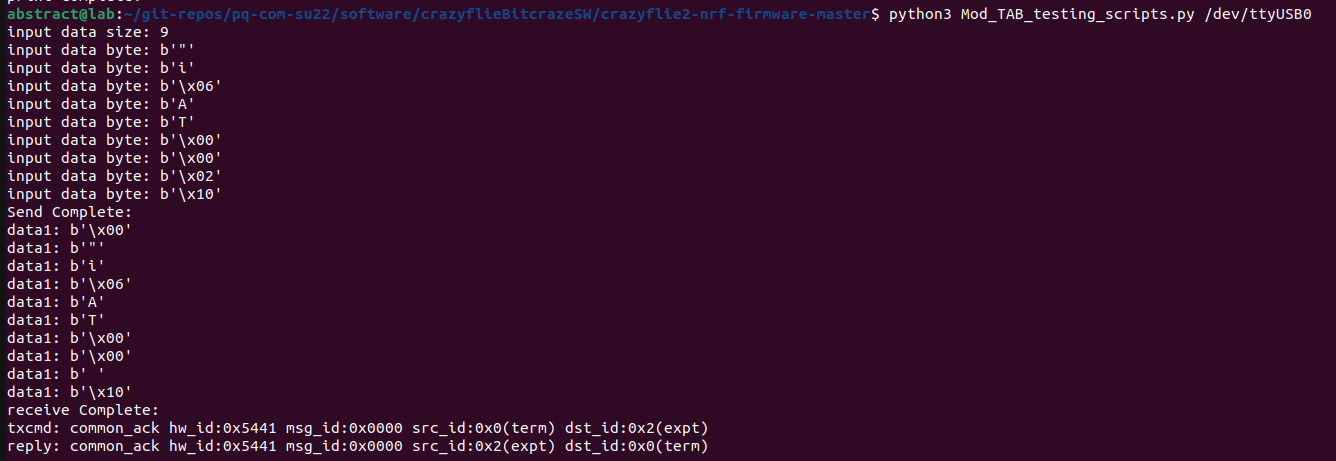 abstract@lab:~/git-repos/pq-com-su22/software/crazyflieBitcrazeSW/crazyflie2-nrf-firmware-master$ python3 Mod_TAB_testing_scripts.py /dev/ttyUSB0
input data size: 9
input data byte: b'"'
input data byte: b'i'
input data byte: b'\x06'
input data byte: b'A'
input data byte: b'T'
input data byte: b'\x00'
input data byte: b'\x00'
input data byte: b'\x02'
input data byte: b'\x10'
Send Complete:
data1: b'\x00'
data1: b'"'
data1: b'i'
data1: b'\x06'
data1: b'A'
data1: b'T'
data1: b'\x00'
data1: b'\x00'
data1: b' '
data1: b'\x10'
receive Complete:
txcmd: common_ack hw_id:0x5441 msg_id:0x0000 src_id:0x0(term) dst_id:0x2(expt)
reply: common_ack hw_id:0x5441 msg_id:0x0000 src_id:0x2(expt) dst_id:0x0(term)